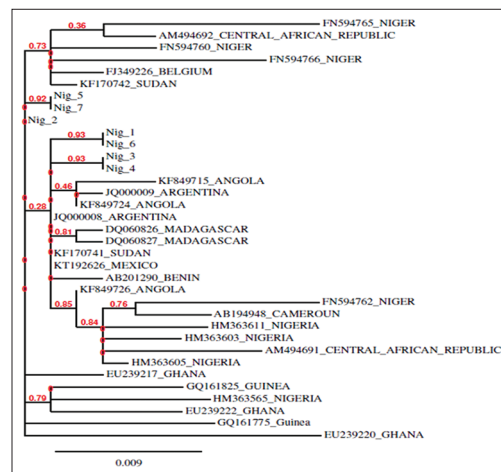 FN594765_NIGER
0.36
AM494692_CENTRAL_AFRICAN_REPUBLIC
0.73
FN594760_NIGER
FN594766_NIGER
FJ349226_BELGIUM
KF170742_SUDAN
Nig_5
0.92
Nig_7
Nig_2
Nig_1
0.93
Nig_6
Nig_3
0.93
Nig_4
KF849715_ANGOLA
0.46
JQ000009_ARGENTINA
KF849724_ANGOLA
0.28
JQ000008_ARGENTINA
DQ060826_MADAGASCAR
0.81
DQ060827_MADAGASCAR
KF170741_SUDAN
KT192626_MEXICO
AB201290_BENIN
KF849726_ANGOLA
FN594762_NIGER
0.76
0.85
AB194948_CAMEROUN
0.84
HM363611_NIGERIA
HM363603_NIGERIA
AM494691_CENTRAL_AFRICAN_REPUBLIC
HM363605_NIGERIA
EU239217_GHANA
GQ161825_GUINEA
0.79
HM363565_NIGERIA
EU239222_GHANA
GQ161775_Guinea
EU239220_GHANA
0.009